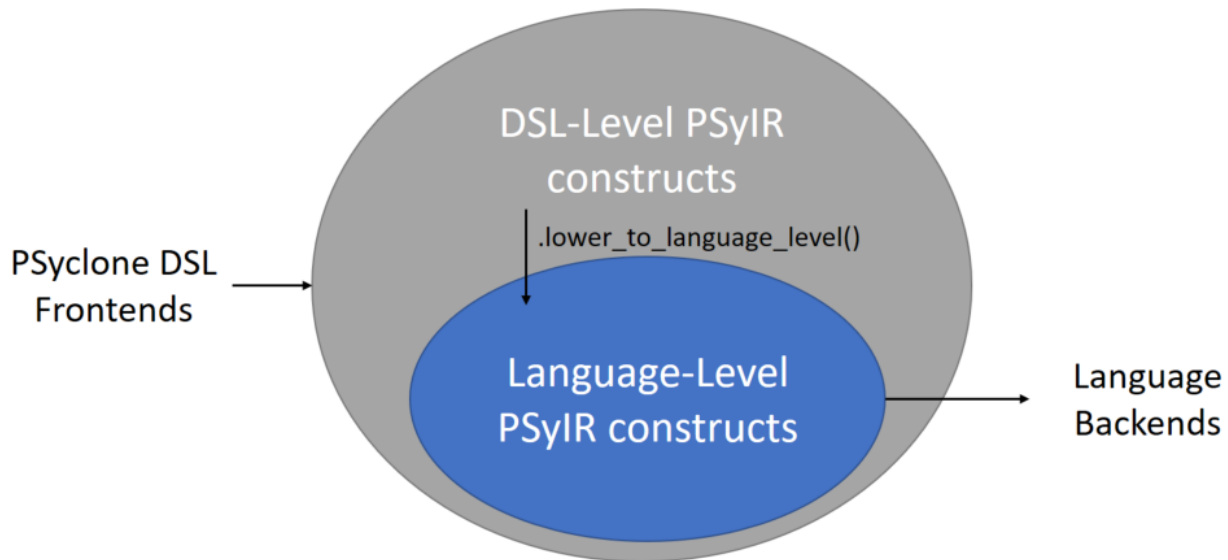 DSL-Level PSyIR
constructs
.lower_to_language_level()
PSyclone DSL
Frontends
Language-Level
PSyIR constructs
Language
Backends